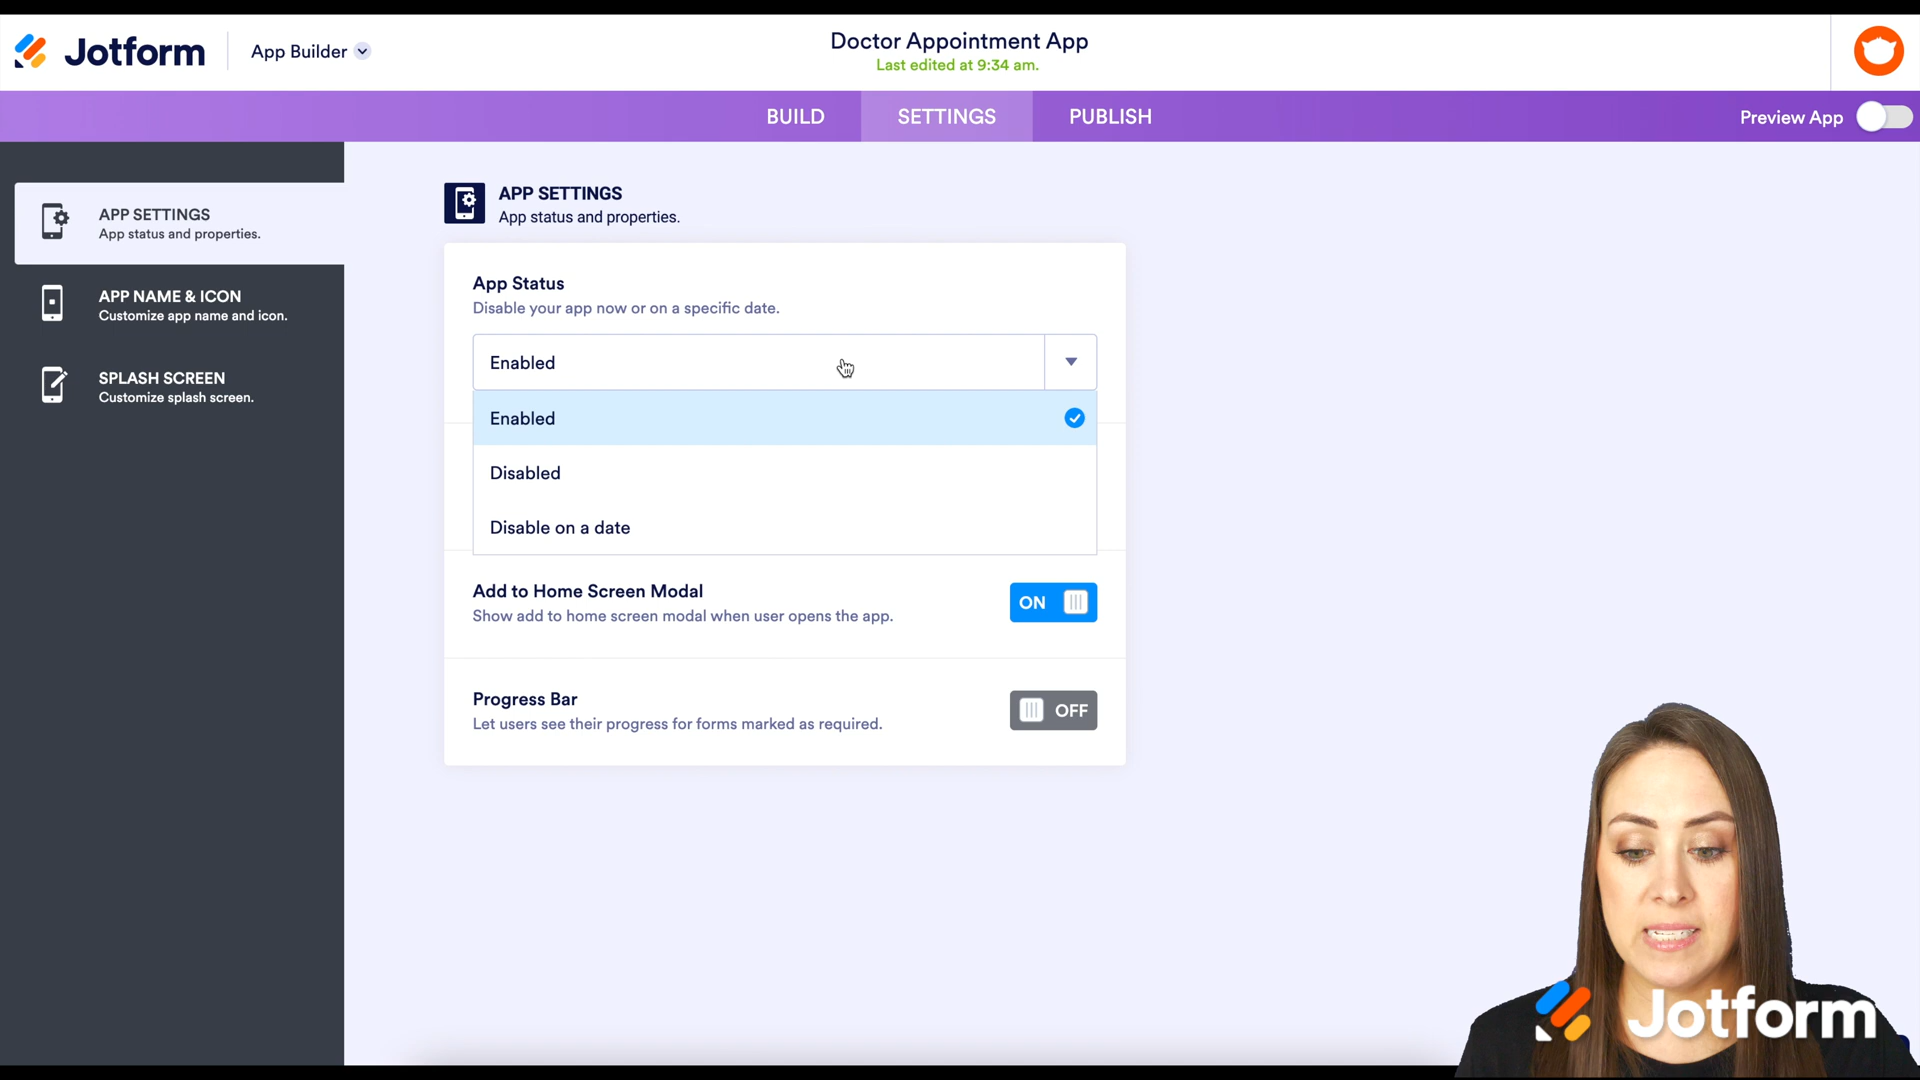 Jotform
App Builder
Doctor Appointment App
Last edited at 9:34 am.
BUILD
SETTINGS
PUBLISH
Preview App
APP SETTINGS
App status and properties.
APP NAME & ICON
Customize app name and icon.
SPLASH SCREEN
Customize splash screen.
APP SETTINGS
App status and properties.
App Status
Disable your app now or on a specific date.
Enabled
Enabled
Disabled
Disable on a date
Add to Home Screen Modal
Show add to home screen modal when user opens the app.
ON
Progress Bar
Let users see their progress for forms marked as required.
OFF
Jotform